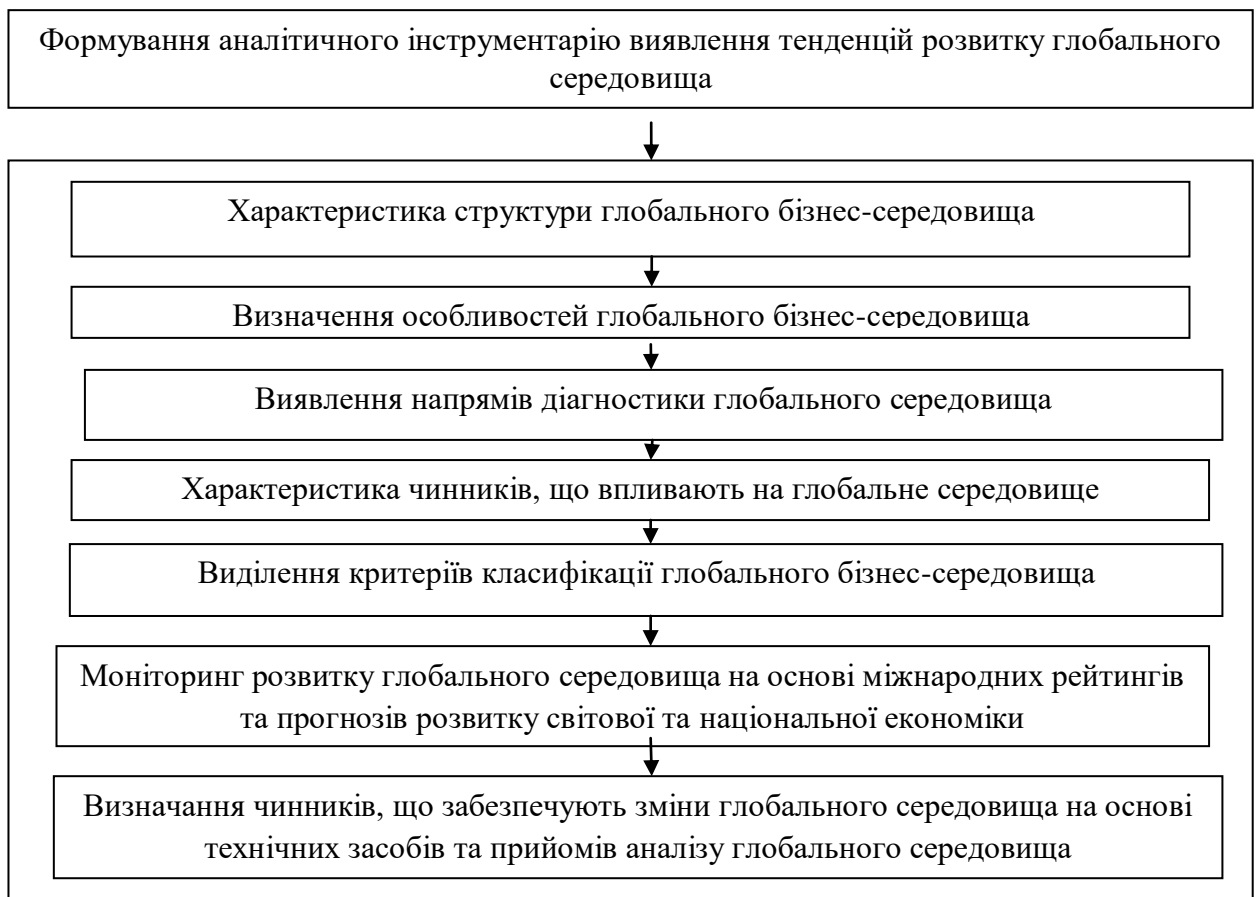 Формування аналітичного інструментарію виявлення тенденцій розвитку глобального
середовища
Характеристика структури глобального бізнес-середовища
Визначення особливостей глобального бізнес-середовища
Виявлення напрямів діагностики глобального середовища
Характеристика чинників, що впливають на глобальне середовище
Виділення критеріїв класифікації глобального бізнес-середовища
Моніторинг розвитку глобального середовища на основі міжнародних рейтингів
та прогнозів розвитку світової та національної економіки
Визначання чинників, що забезпечують зміни глобального середовища на основі
технічних засобів та прийомів аналізу глобального середовища